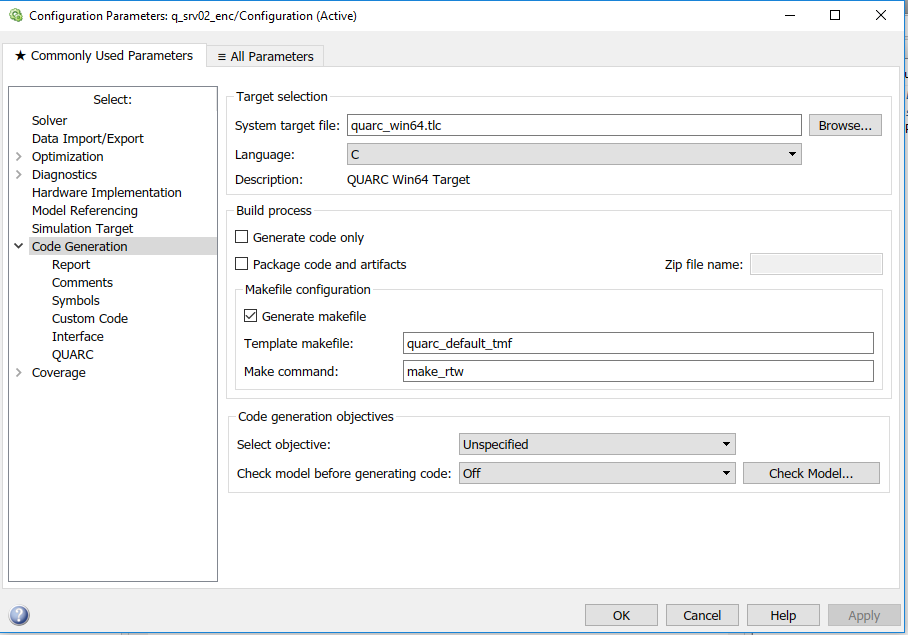 Configuration Parameters: q_srv02_enc/Configuration (Active)
★ Commonly Used Parameters
≡ All Parameters
Select:
Solver
Data Import/Export
Optimization
Diagnostics
Hardware Implementation
Model Referencing
Simulation Target
Code Generation
Report
Comments
Symbols
Custom Code
Interface
QUARC
Coverage
Target selection
System target file: quarc_win64.tlc Browse...
Language: C
Description: QUARC Win64 Target
Build process
Generate code only
Package code and artifacts Zip file name:
Makefile configuration
Generate makefile
Template makefile: quarc_default_tmf
Make command: make_rtw
Code generation objectives
Select objective: Unspecified
Check model before generating code: Off Check Model...
? OK Cancel Help Apply